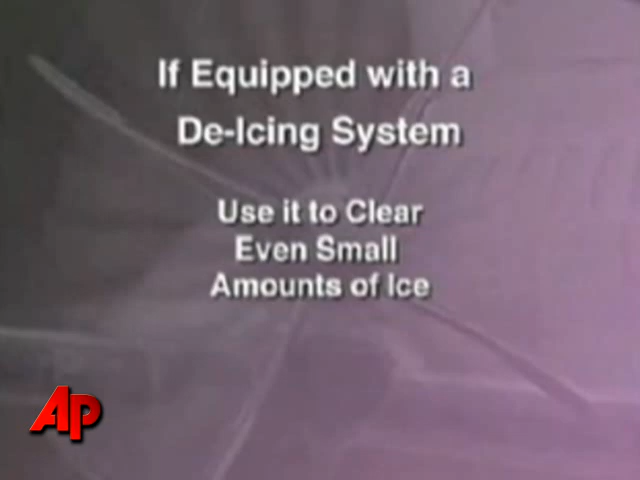 If Equipped with a
De-Icing System
Use it to Clear
Even Small
Amounts of Ice
AP